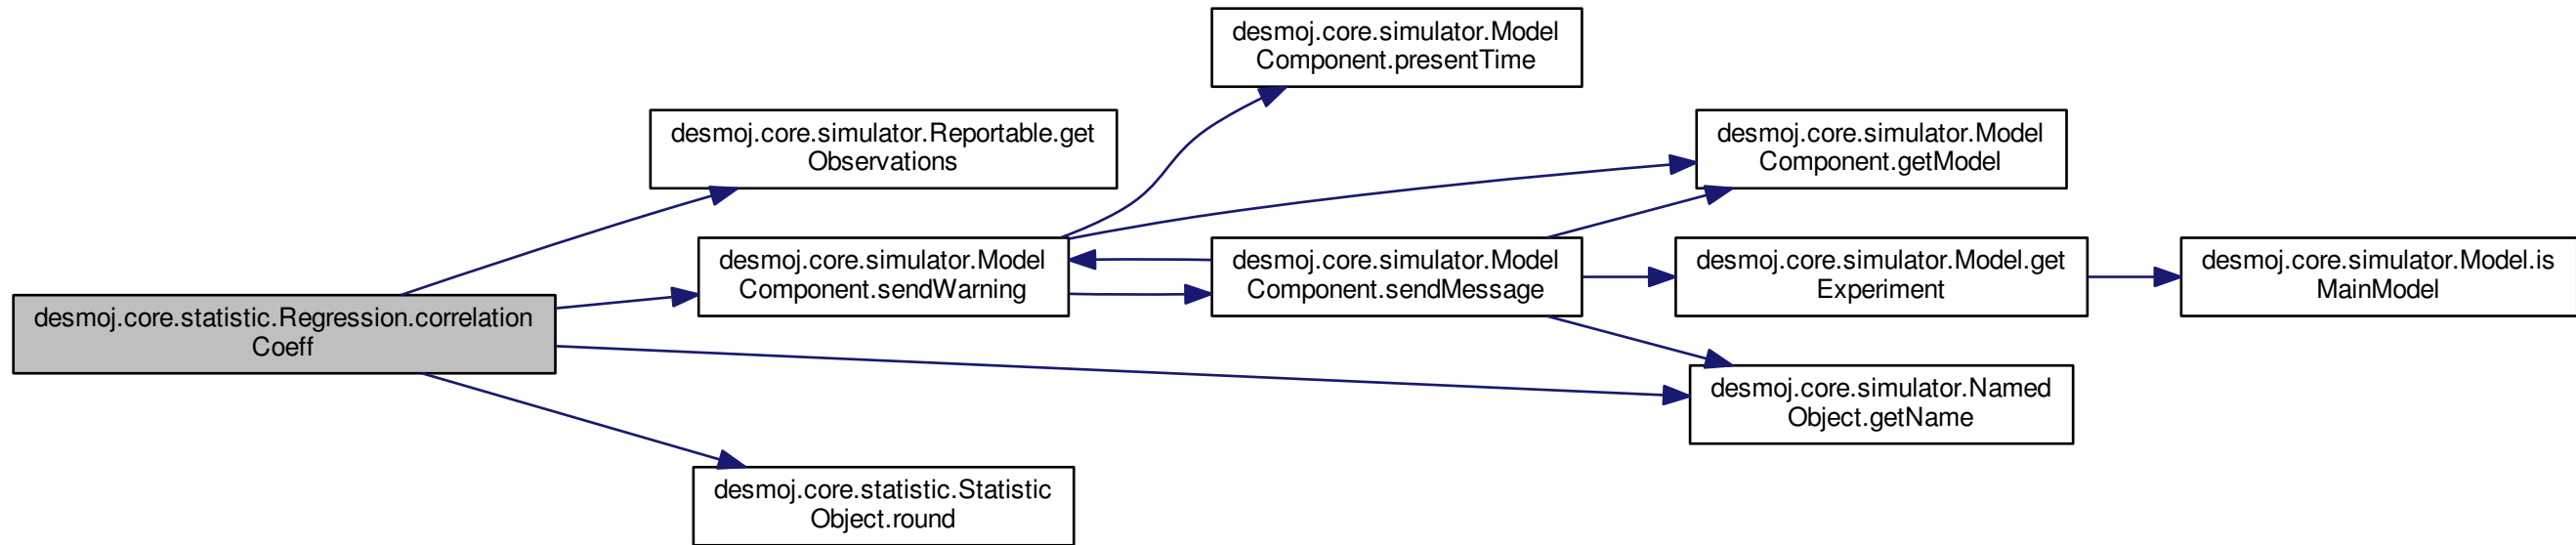 desmoj.core.statistic.Regression.correlation
Coeff
desmoj.core.simulator.Reportable.get
Observations
desmoj.core.simulator.Model
Component.sendWarning
desmoj.core.statistic.Statistic
Object.round
desmoj.core.simulator.Model
Component.presentTime
desmoj.core.simulator.Model
Component.sendMessage
desmoj.core.simulator.Model
Component.getModel
desmoj.core.simulator.Model.get
Experiment
desmoj.core.simulator.Named
Object.getName
desmoj.core.simulator.Model.is
MainModel